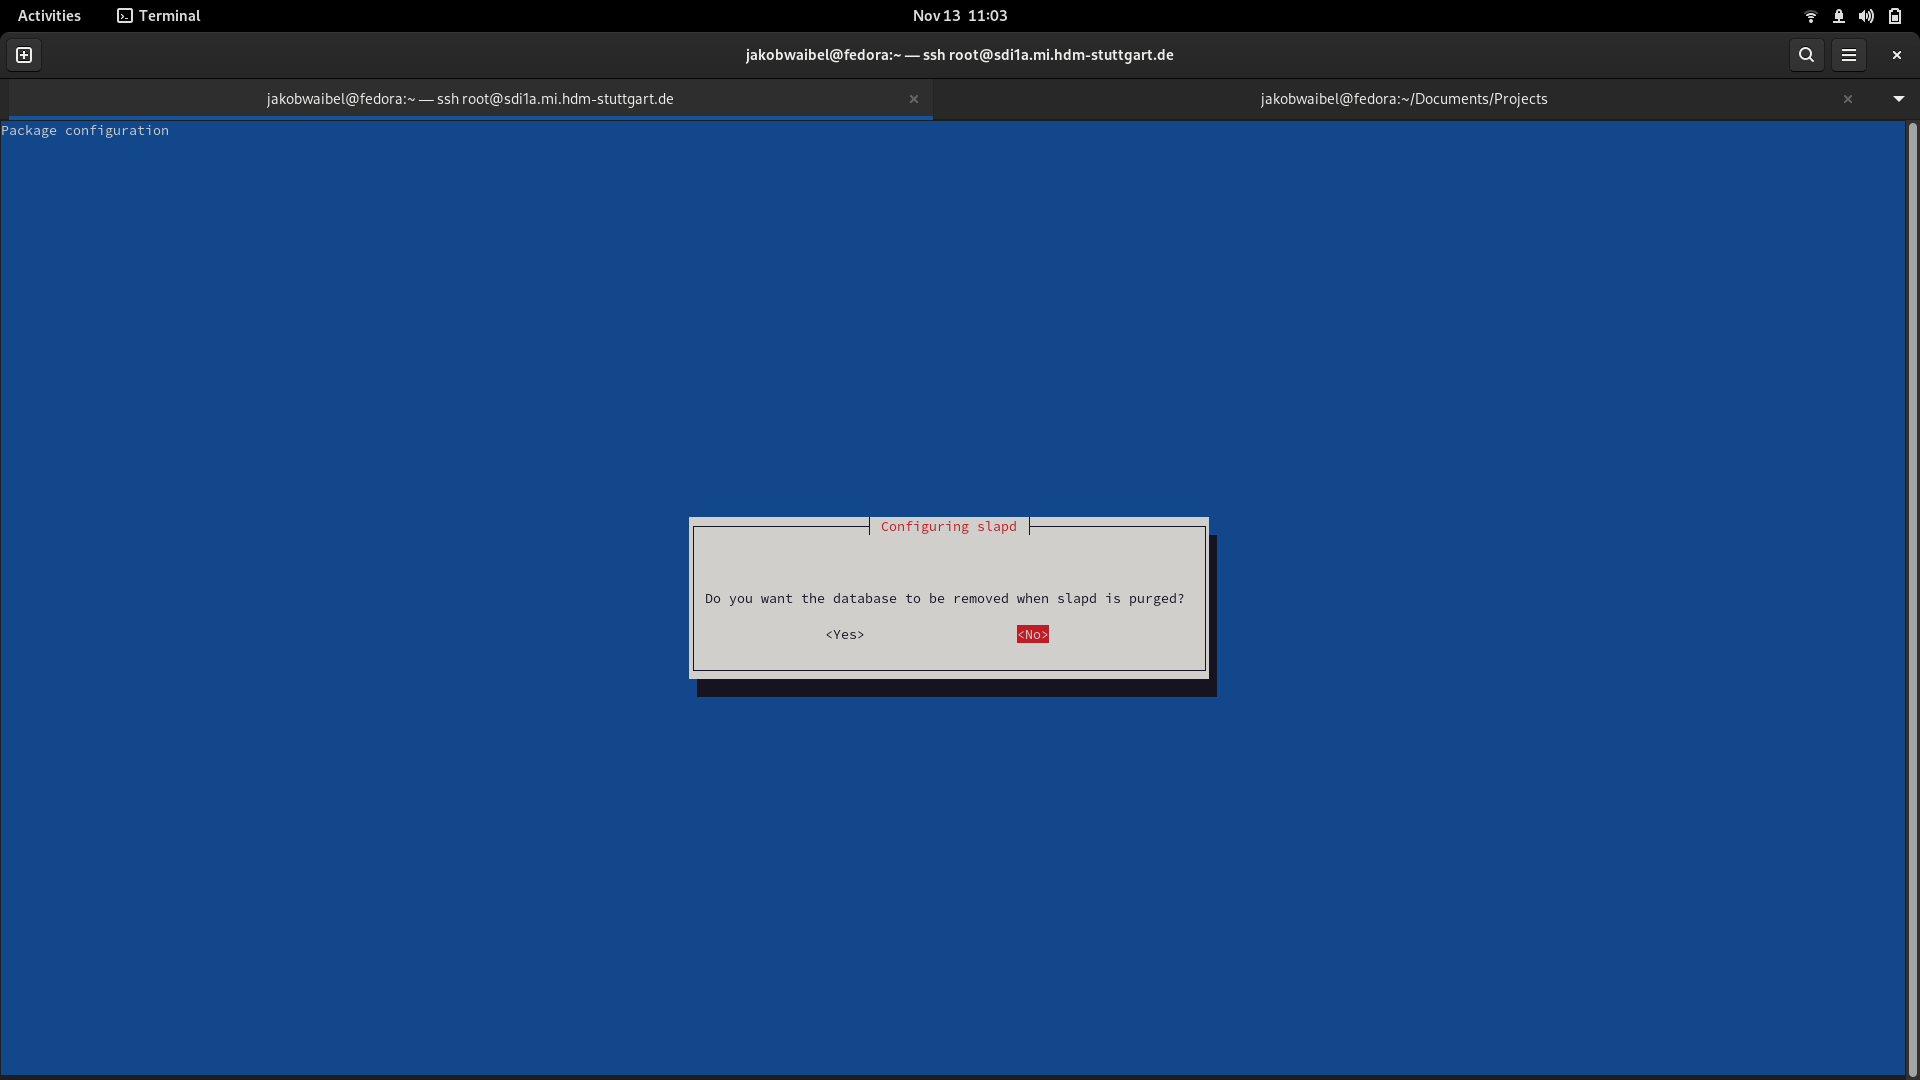 Activities
Terminal
Nov 13 11:03
jakobwaibel@fedora:~ — ssh root@sdi1a.mi.hdm-stuttgart.de
jakobwaibel@fedora:~ — ssh root@sdi1a.mi.hdm-stuttgart.de
jakobwaibel@fedora:~/Documents/Projects
Package configuration
Configuring slapd
Do you want the database to be removed when slapd is purged?
<Yes> <No>